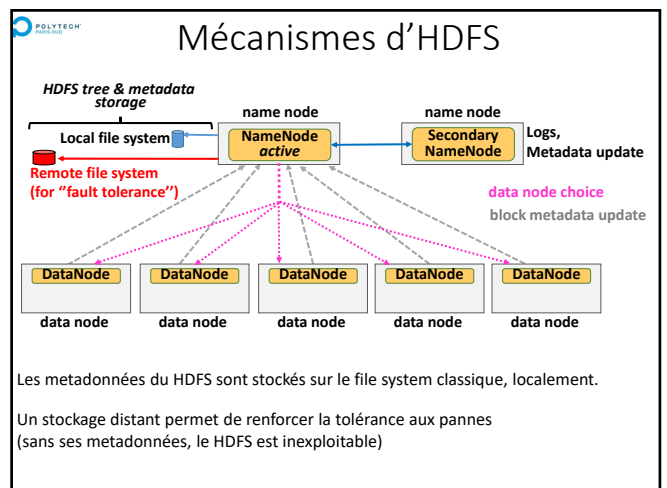 POLYTECH'
PARIS-SUD
Mécanismes d'HDFS
HDFS tree & metadata
storage
Local file system
Remote file system
(for "fault tolerance")
name node
NameNode
active
name node
Secondary
NameNode
Logs,
Metadata update
data node choice
block metadata update
DataNode
DataNode
DataNode
DataNode
DataNode
data node
data node
data node
data node
data node
Les metadonnées du HDFS sont stockés sur le file system classique, localement.
Un stockage distant permet de renforcer la tolérance aux pannes
(sans ses metadonnées, le HDFS est inexploitable)